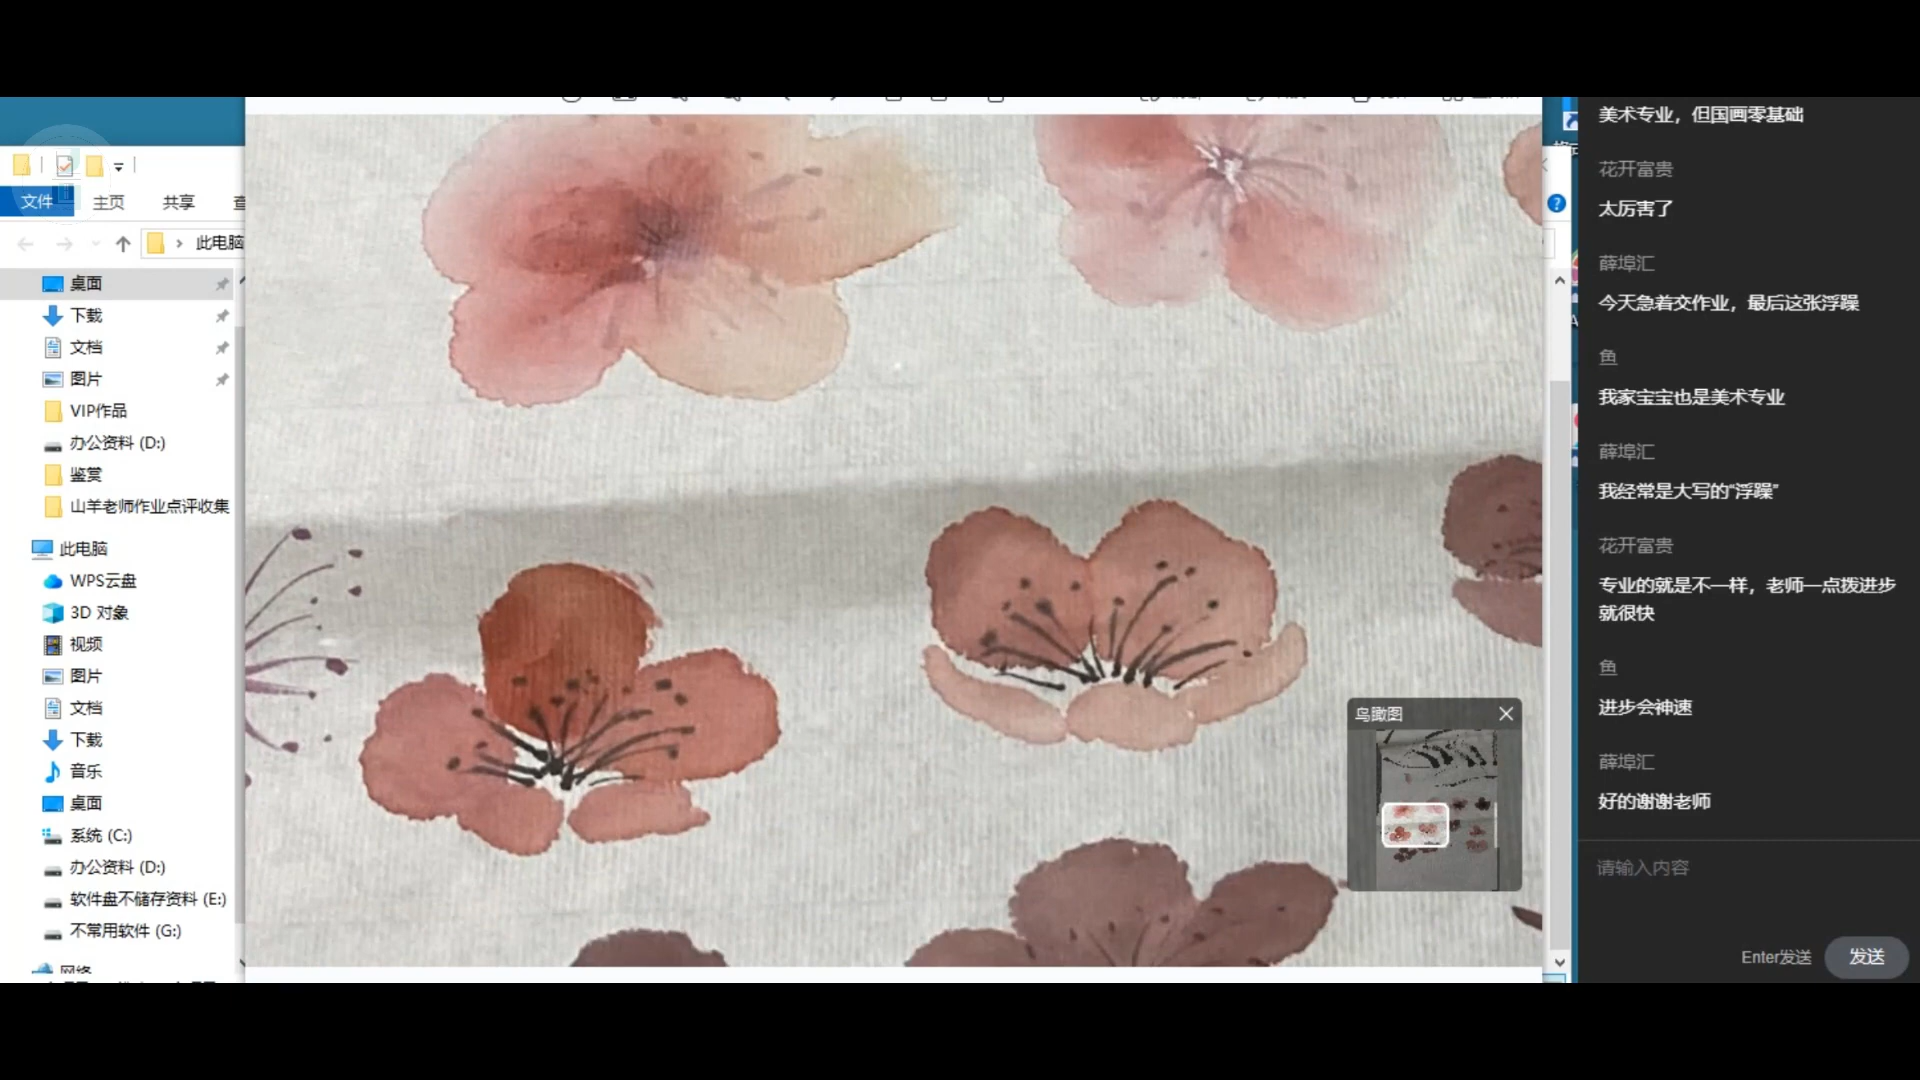 文件
主页
共享
此电脑
桌面
下载
文档
图片
VIP作品
办公资料 (D:)
鉴赏
山羊老师作业点评收集
此电脑
WPS云盘
3D 对象
视频
图片
文档
下载
音乐
桌面
系统 (C:)
办公资料 (D:)
软件盘不储存资料 (E:)
不常用软件 (G:)
网络
鸟瞰图
美术专业，但国画零基础
花开富贵
太厉害了
薛埠汇
今天急着交作业，最后这张浮躁
鱼
我家宝宝也是美术专业
薛埠汇
我经常是大写的“浮躁”
花开富贵
专业的就是不一样，老师一点拨进步
就很快
鱼
进步会神速
薛埠汇
好的谢谢老师
请输入内容
Enter发送
发送